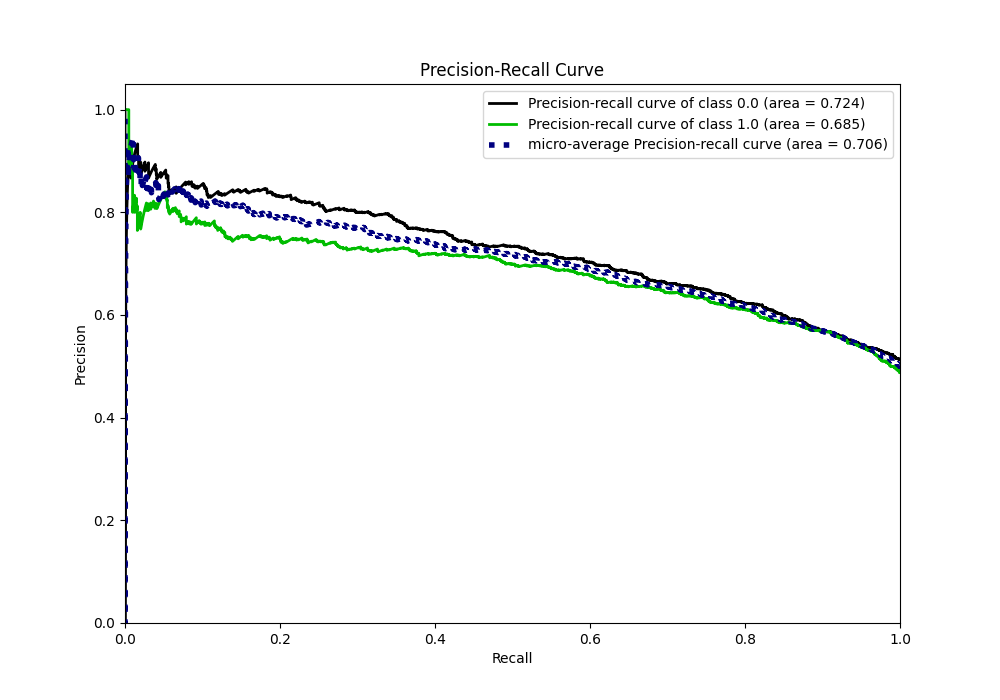 Precision-Recall Curve
Precision-recall curve of class 0.0 (area = 0.724)
Precision-recall curve of class 1.0 (area = 0.685)
micro-average Precision-recall curve (area = 0.706)
1.0
0.8
0.6
0.4
0.2
0.0
Precision
0.0 0.2 0.4 0.6 0.8 1.0
Recall